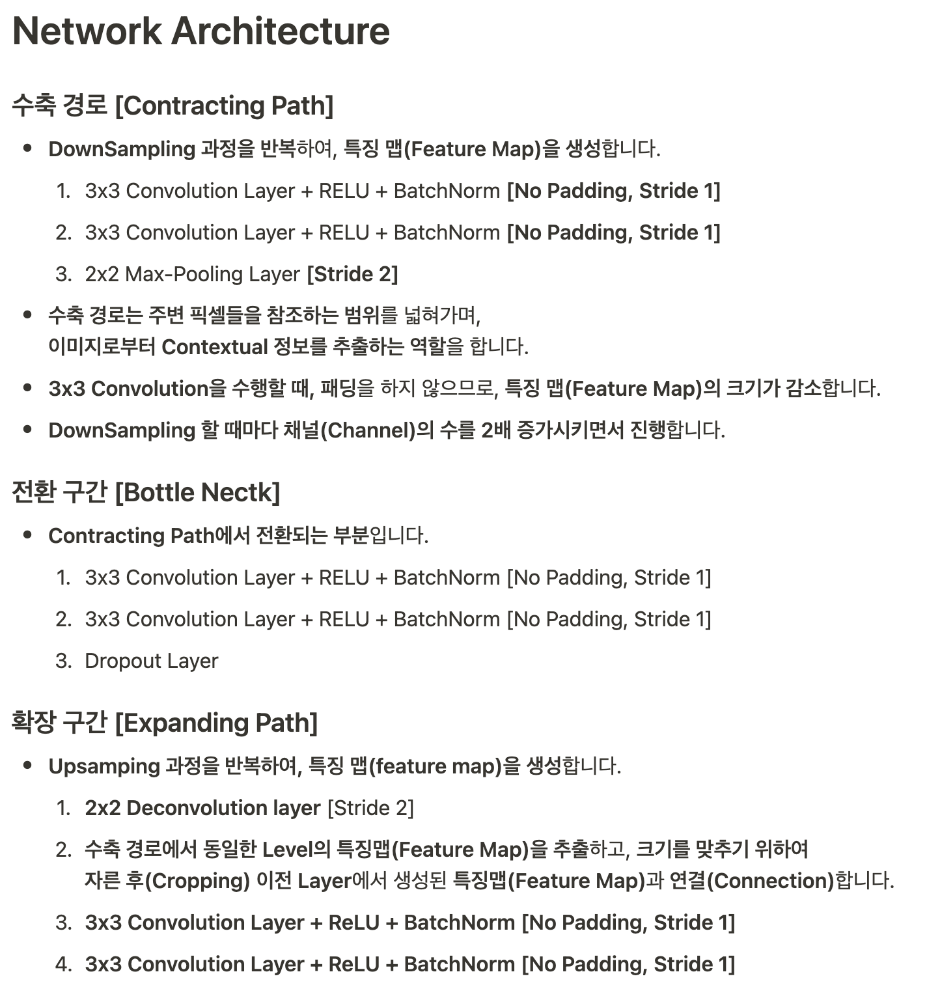 Network Architecture
수축 경로 [Contracting Path]
• DownSampling 과정을 반복하여, 특징 맵(Feature Map)을 생성합니다.
1. 3x3 Convolution Layer + RELU + BatchNorm [No Padding, Stride 1]
2. 3x3 Convolution Layer + RELU + BatchNorm [No Padding, Stride 1]
3. 2x2 Max-Pooling Layer [Stride 2]
• 수축 경로는 주변 픽셀들을 참조하는 범위를 넓혀가며,
이미지로부터 Contextual 정보를 추출하는 역할을 합니다.
• 3x3 Convolution을 수행할 때, 패딩을 하지 않으므로, 특징 맵(Feature Map)의 크기가 감소합니다.
• DownSampling 할 때마다 채널(Channel)의 수를 2배 증가시키면서 진행합니다.
전환 구간 [Bottle Nectk]
• Contracting Path에서 전환되는 부분입니다.
1. 3x3 Convolution Layer + RELU + BatchNorm [No Padding, Stride 1]
2. 3x3 Convolution Layer + RELU + BatchNorm [No Padding, Stride 1]
3. Dropout Layer
확장 구간 [Expanding Path]
• Upsamping 과정을 반복하여, 특징 맵(feature map)을 생성합니다.
1. 2x2 Deconvolution layer [Stride 2]
2. 수축 경로에서 동일한 Level의 특징맵(Feature Map)을 추출하고, 크기를 맞추기 위하여
자른 후(Cropping) 이전 Layer에서 생성된 특징맵(Feature Map)과 연결(Connection)합니다.
3. 3x3 Convolution Layer + ReLU + BatchNorm [No Padding, Stride 1]
4. 3x3 Convolution Layer + ReLU + BatchNorm [No Padding, Stride 1]